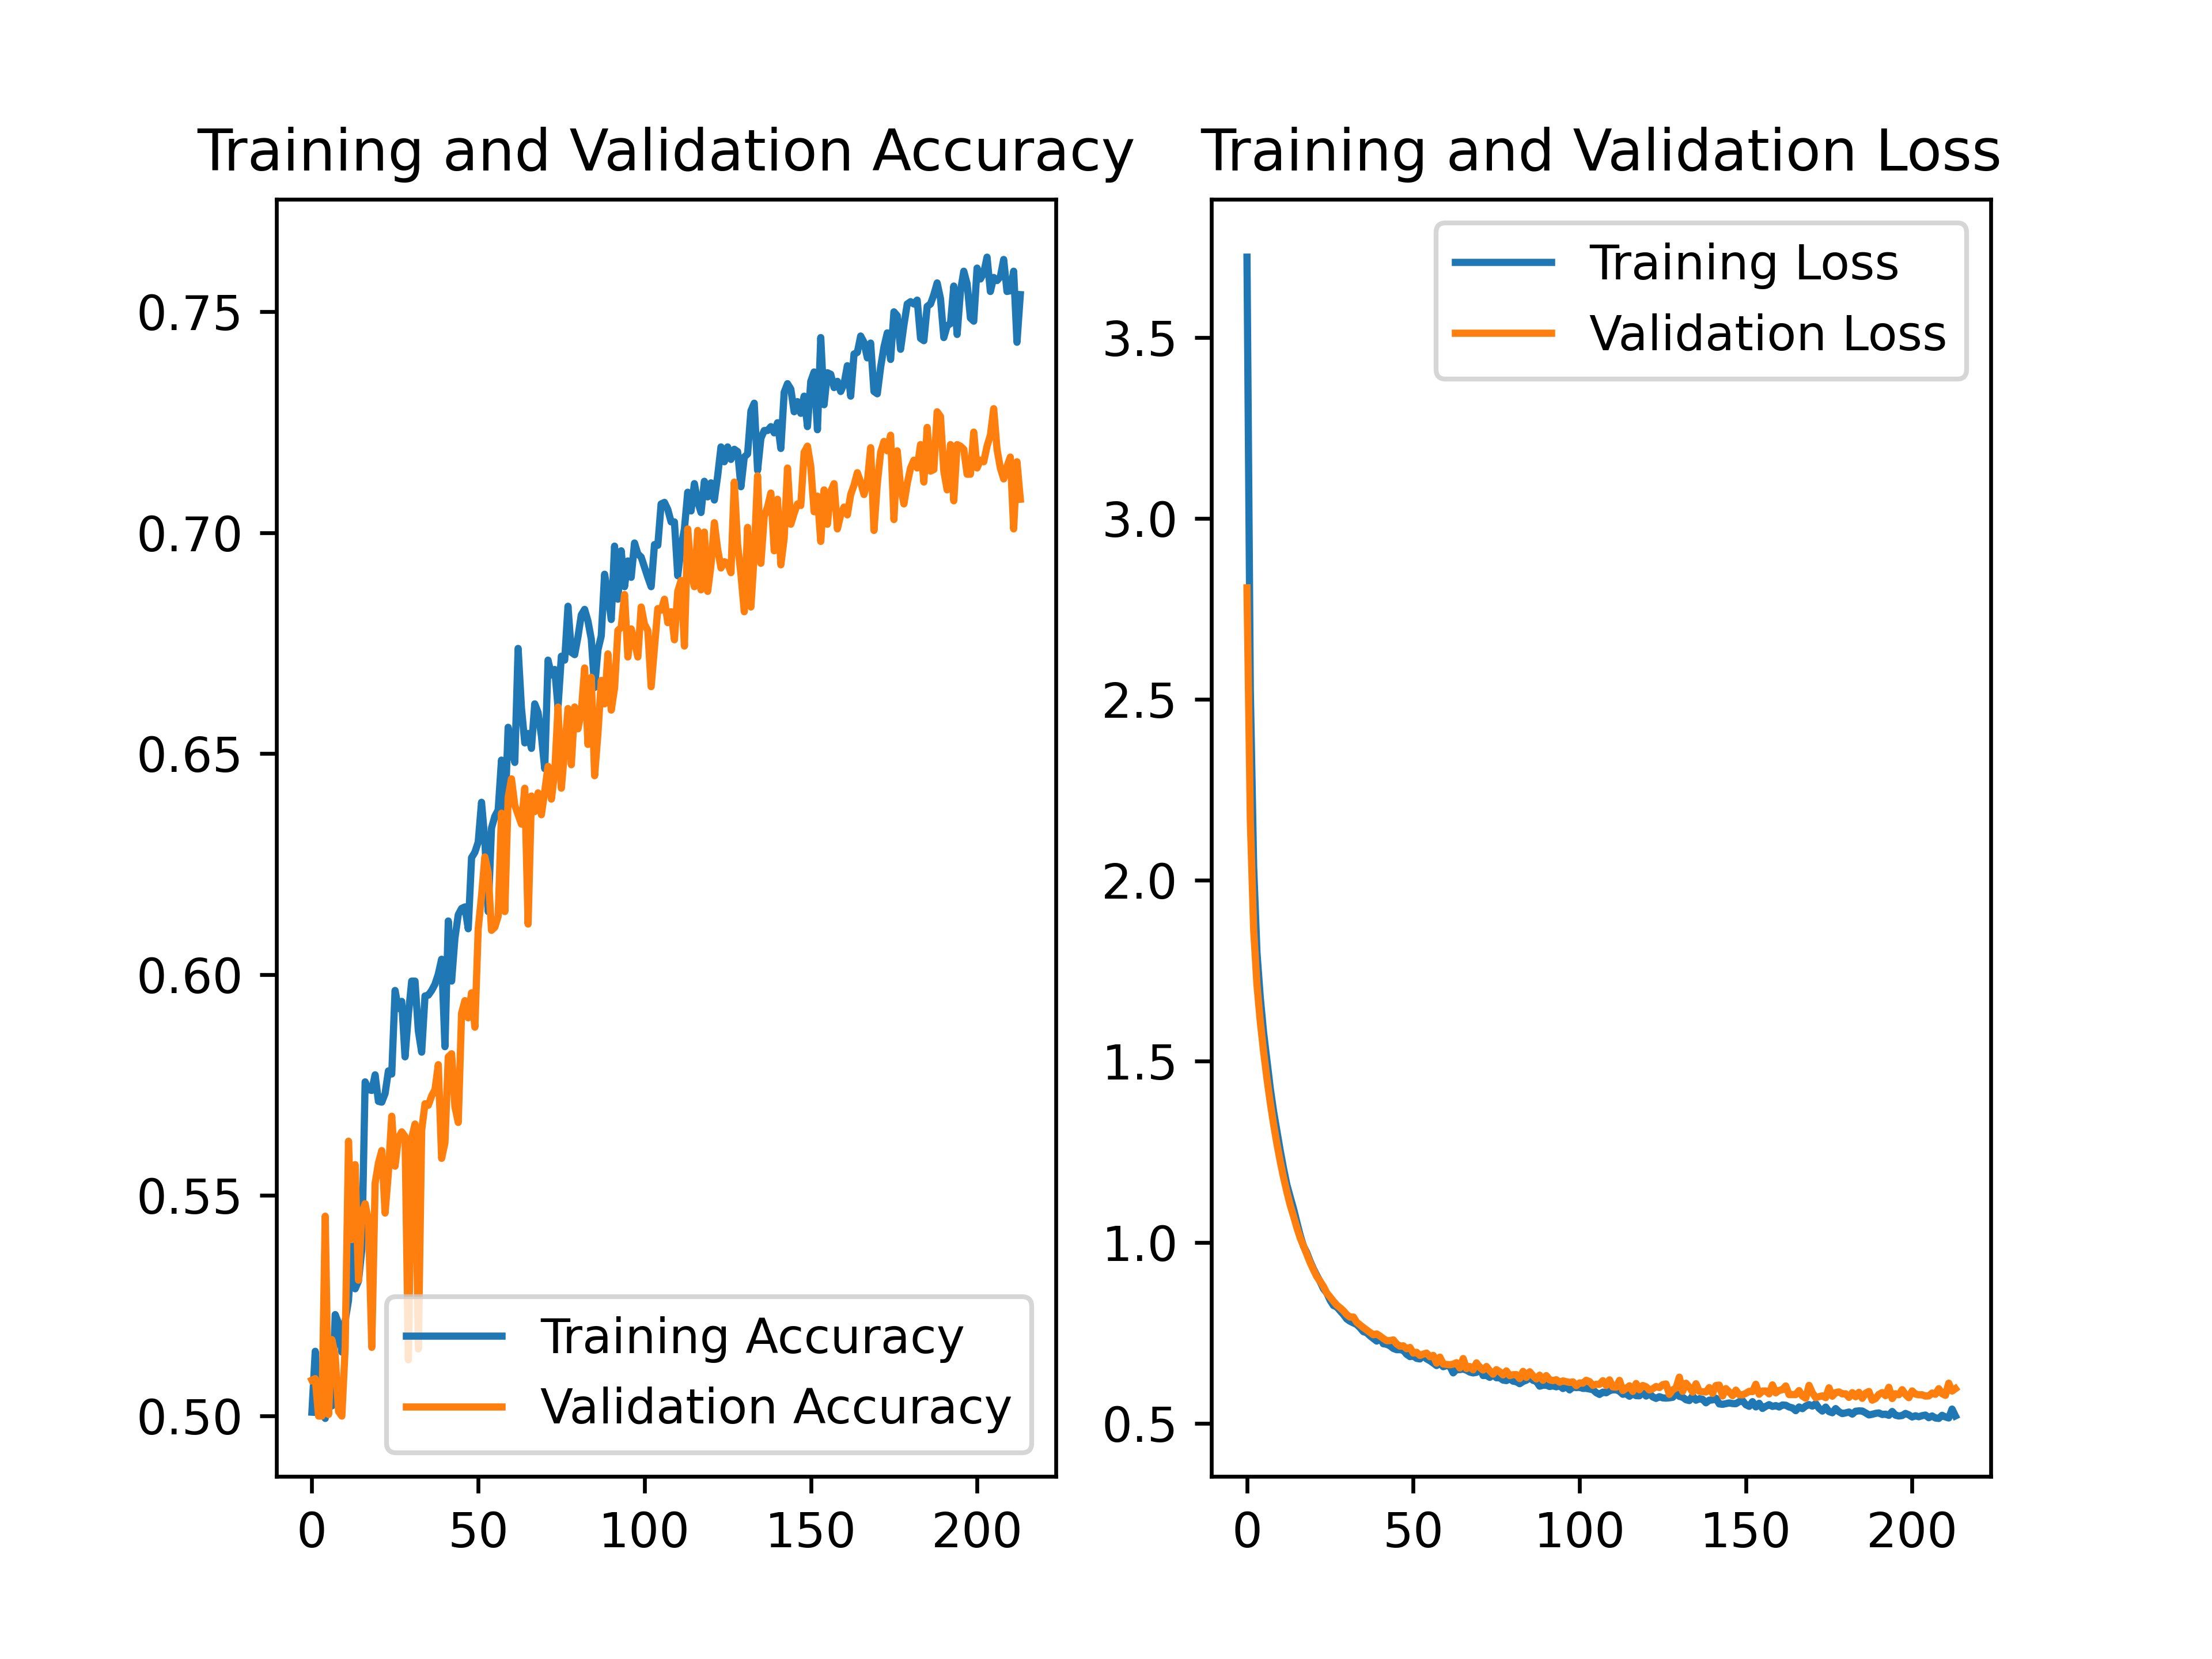 Training and Validation Accuracy
0.75
0.70
0.65
0.60
0.55
0.50
Training Accuracy
Validation Accuracy
0 50 100 150 200
Training and Validation Loss
Training Loss
Validation Loss
3.5
3.0
2.5
2.0
1.5
1.0
0.5
0 50 100 150 200